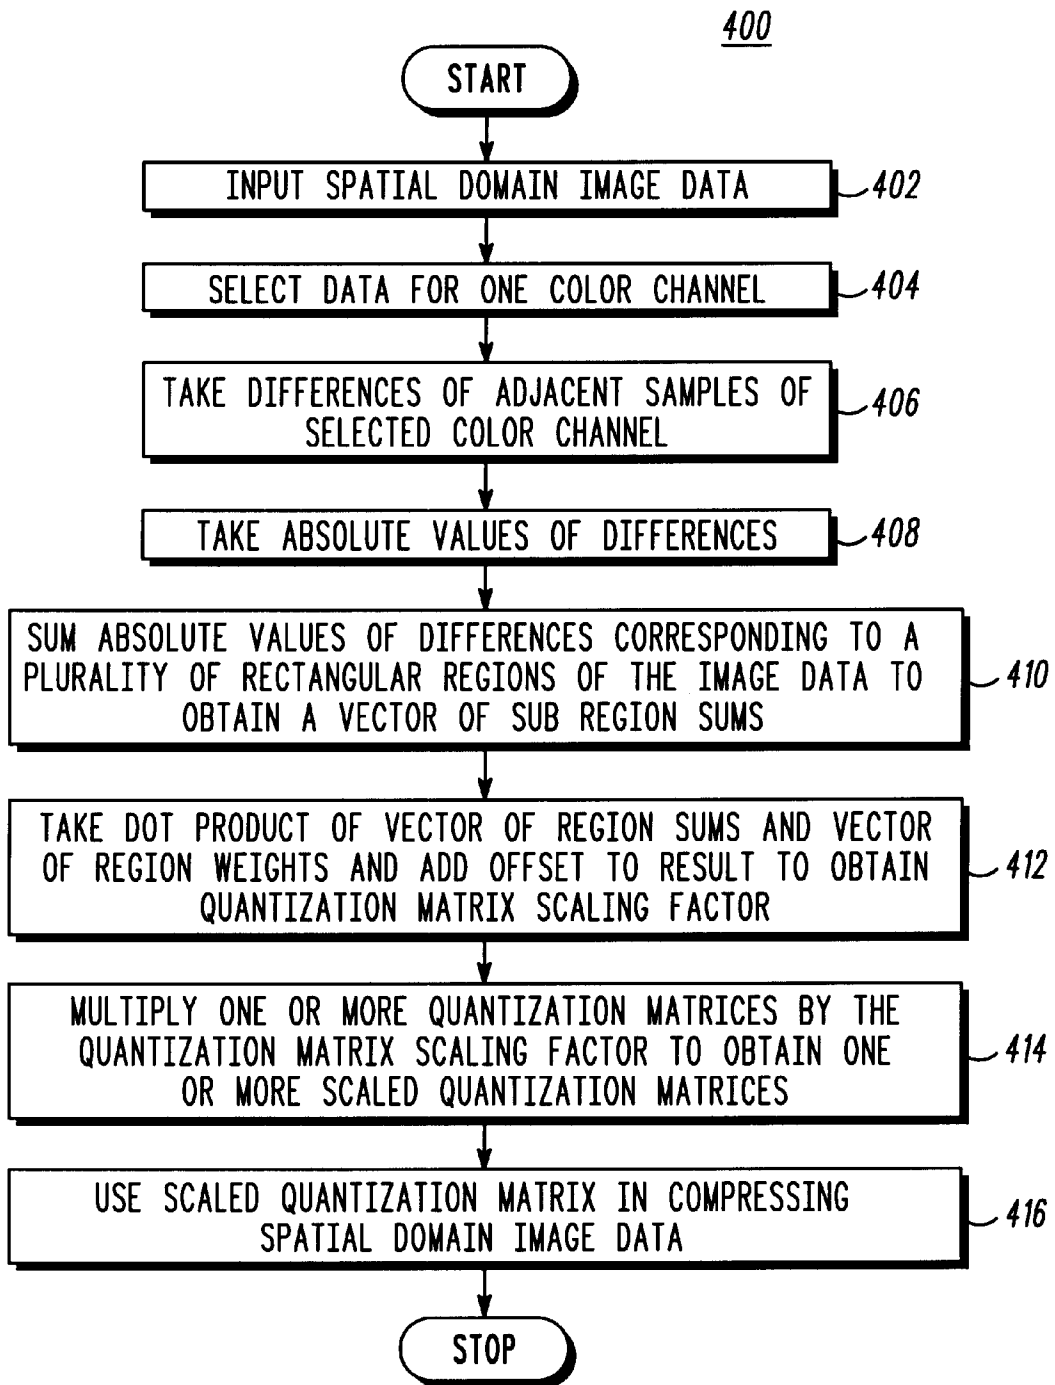 400
START
INPUT SPATIAL DOMAIN IMAGE DATA
402
SELECT DATA FOR ONE COLOR CHANNEL
404
TAKE DIFFERENCES OF ADJACENT SAMPLES OF
SELECTED COLOR CHANNEL
406
TAKE ABSOLUTE VALUES OF DIFFERENCES
408
SUM ABSOLUTE VALUES OF DIFFERENCES CORRESPONDING TO A
PLURALITY OF RECTANGULAR REGIONS OF THE IMAGE DATA TO
OBTAIN A VECTOR OF SUB REGION SUMS
410
TAKE DOT PRODUCT OF VECTOR OF REGION SUMS AND VECTOR
OF REGION WEIGHTS AND ADD OFFSET TO RESULT TO OBTAIN
QUANTIZATION MATRIX SCALING FACTOR
412
MULTIPLY ONE OR MORE QUANTIZATION MATRICES BY THE
QUANTIZATION MATRIX SCALING FACTOR TO OBTAIN ONE
OR MORE SCALED QUANTIZATION MATRICES
414
USE SCALED QUANTIZATION MATRIX IN COMPRESSING
SPATIAL DOMAIN IMAGE DATA
416
STOP